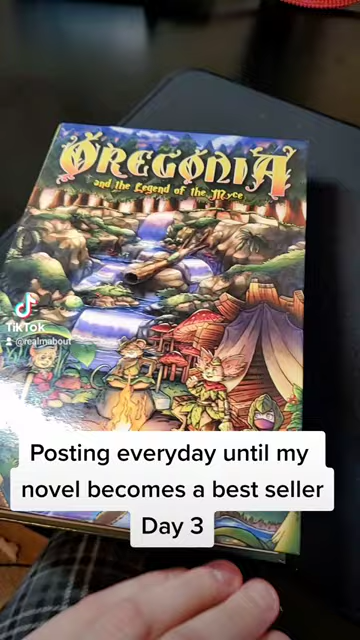 OREGONIA
and the Legend of the Myce
TikTok
@realmabout
Posting everyday until my
novel becomes a best seller
Day 3